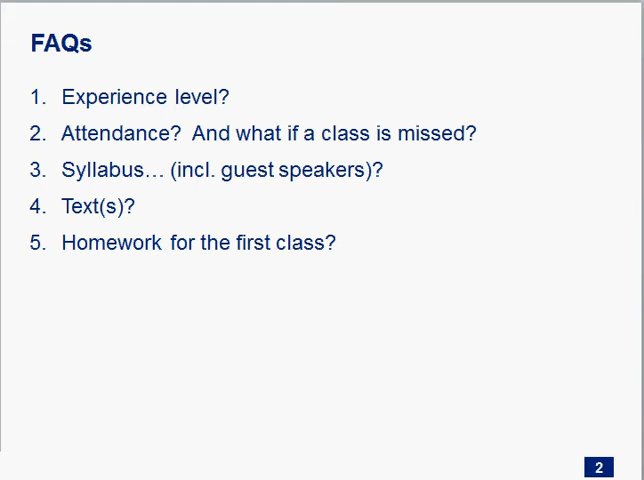 FAQs
1. Experience level?
2. Attendance? And what if a class is missed?
3. Syllabus… (incl. guest speakers)?
4. Text(s)?
5. Homework for the first class?
2